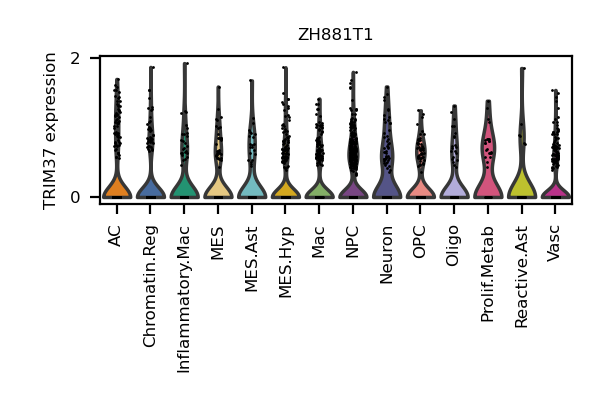 ZH881T1
TRIM37 expression
2
0
AC
Chromatin.Reg
Inflammatory.Mac
MES
MES.Ast
MES.Hyp
Mac
NPC
Neuron
OPC
Oligo
Prolif.Metab
Reactive.Ast
Vasc